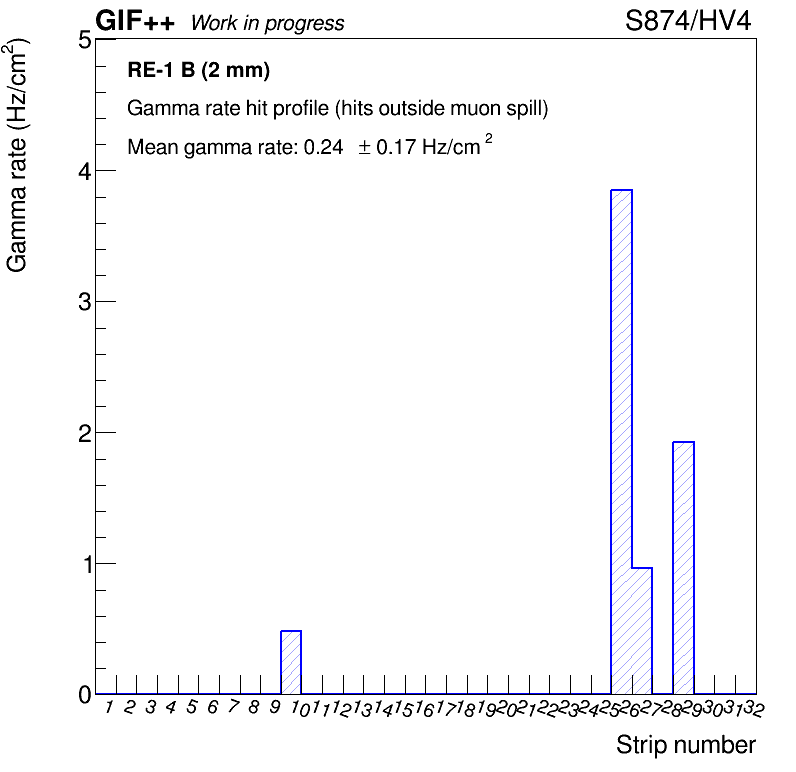 GIF++ Work in progress S874/HV4
RE-1 B (2 mm)
Gamma rate hit profile (hits outside muon spill)
Mean gamma rate: 0.24 ± 0.17 Hz/cm²
Gamma rate (Hz/cm²)
5
4
3
2
1
0
1 2 3 4 5 6 7 8 9 10 11 12 13 14 15 16 17 18 19 20 21 22 23 24 25 26 27 28 29 30 31 32
Strip number